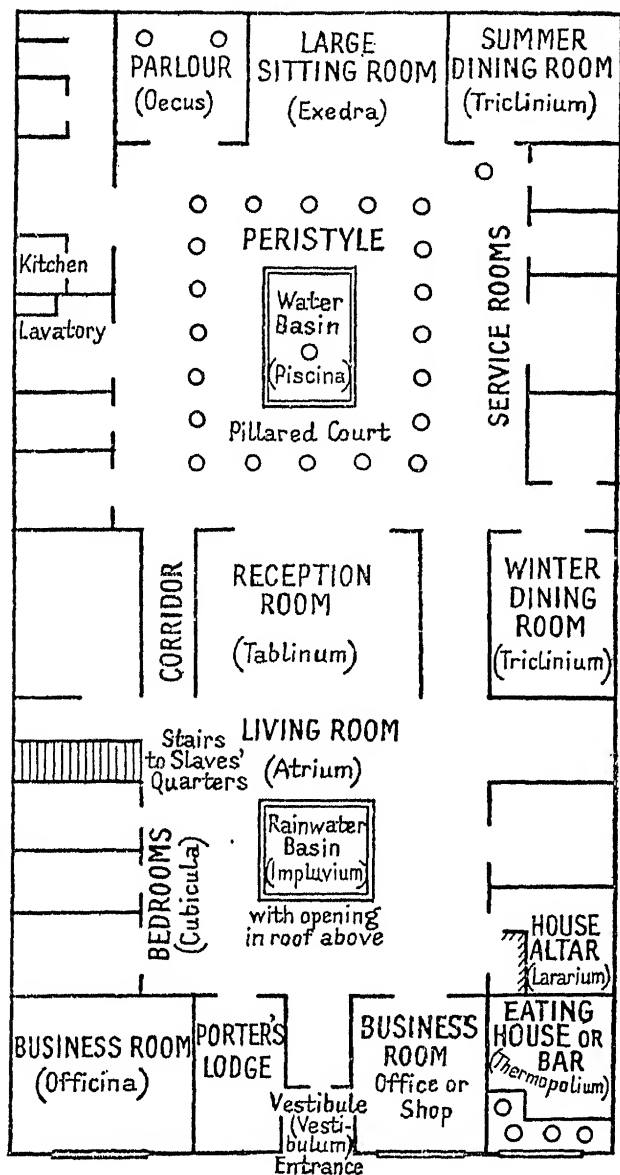 PARLOUR
(Oecus)
LARGE
SITTING ROOM
(Exedra)
SUMMER
DINING ROOM
(Triclinium)
PERISTYLE
Water
Basin
(Piscina)
Pillared Court
Kitchen
Lavatory
SERVICE ROOMS
CORRIDOR
RECEPTION
ROOM
(Tablinum)
WINTER
DINING
ROOM
(Triclinium)
Stairs
to Slaves'
Quarters
LIVING ROOM
(Atrium)
BEDROOMS
(Cubicula)
Rainwater
Basin
(Impluvium)
with opening
in roof above
HOUSE
ALTAR
(Lararium)
BUSINESS ROOM
(Officina)
PORTER'S
LODGE
Vestibule
(Vesti-
bulum)
Entrance
BUSINESS
ROOM
Office or
Shop
EATING
HOUSE OR
BAR
(Thermopolium)